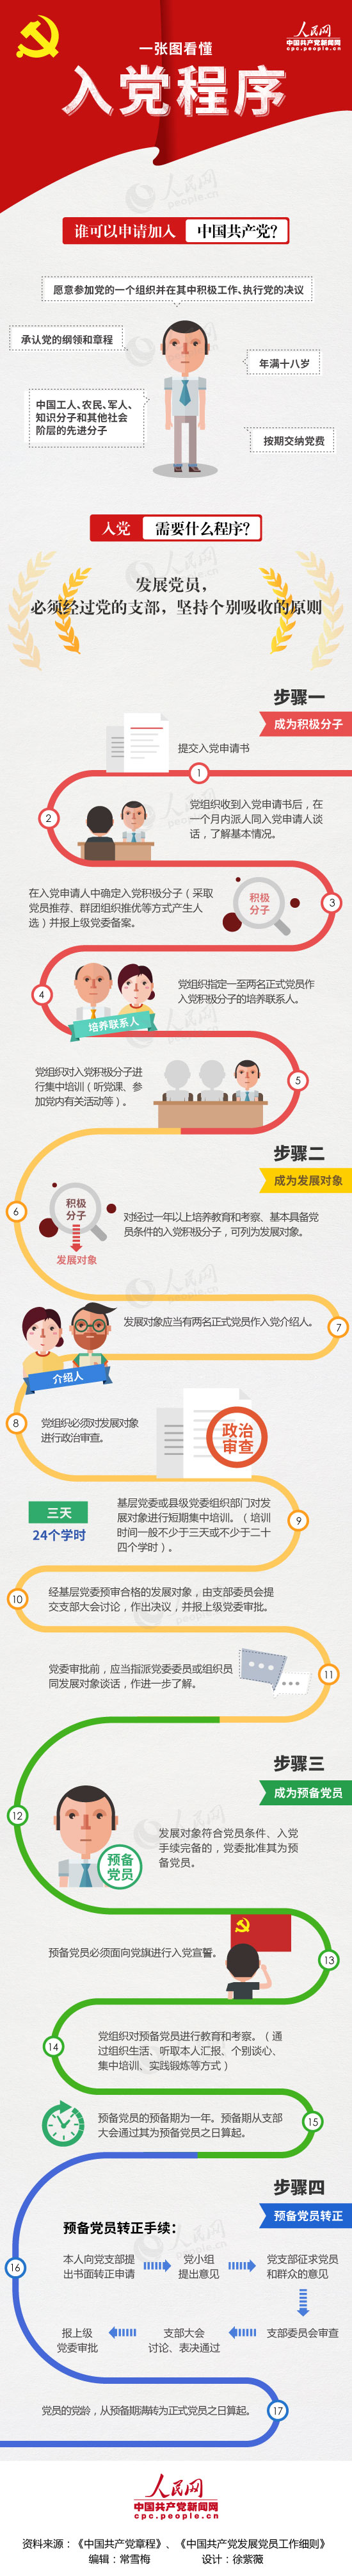 人民网
中国共产党新闻网
cpc.people.com.cn
一张图看懂
入党程序
谁可以申请加入 中国共产党？
愿意参加党的一个组织并在其中积极工作、执行党的决议
承认党的纲领和章程
年满十八岁
中国工人、农民、军人、
知识分子和其他社会
阶层的先进分子
按期交纳党费
入党 需要什么程序？
发展党员，
必须经过党的支部，坚持个别吸收的原则
步骤一
成为积极分子
提交入党申请书
1
2
党组织收到入党申请书后，在
一个月内派人同入党申请人谈
话，了解基本情况。
在入党申请人中确定入党积极分子（采取
党员推荐、群团组织推优等方式产生人
选）并报上级党委备案。
积极
分子
3
4
培养联系人
党组织指定一至两名正式党员作
入党积极分子的培养联系人。
党组织对入党积极分子进
行集中培训（听党课、参
加党内有关活动等）。
5
步骤二
成为发展对象
6
积极
分子
发展对象
对经过一年以上培养教育和考察、基本具备党
员条件的入党积极分子，可列为发展对象。
发展对象应当有两名正式党员作入党介绍人。
7
介绍人
8
党组织必须对发展对象
进行政治审查。
政治
审查
三天
24个学时
基层党委或县级党委组织部门对发
展对象进行短期集中培训。（培训
时间一般不少于三天或不少于二十
四个学时）。
9
10
经基层党委预审合格的发展对象，由支部委员会提
交支部大会讨论，作出决议，并报上级党委审批。
党委审批前，应当指派党委委员或组织员
同发展对象谈话，作进一步了解。
11
步骤三
成为预备党员
12
预备
党员
发展对象符合党员条件、入党
手续完备的，党委批准其为预
备党员。
预备党员必须面向党旗进行入党宣誓。
13
14
党组织对预备党员进行教育和考察。（通
过组织生活、听取本人汇报、个别谈心、
集中培训、实践锻炼等方式）
预备党员的预备期为一年。预备期从支部
大会通过其为预备党员之日算起。
15
步骤四
预备党员转正
预备党员转正手续：
16
本人向党支部提
出书面转正申请
党小组
提出意见
党支部征求党员
和群众的意见
支部委员会审查
支部大会
讨论、表决通过
报上级
党委审批
党员的党龄，从预备期满转为正式党员之日算起。
17
人民网
中国共产党新闻网
cpc.people.com.cn
资料来源：《中国共产党章程》、《中国共产党发展党员工作细则》
编辑：常雪梅 设计：徐紫薇